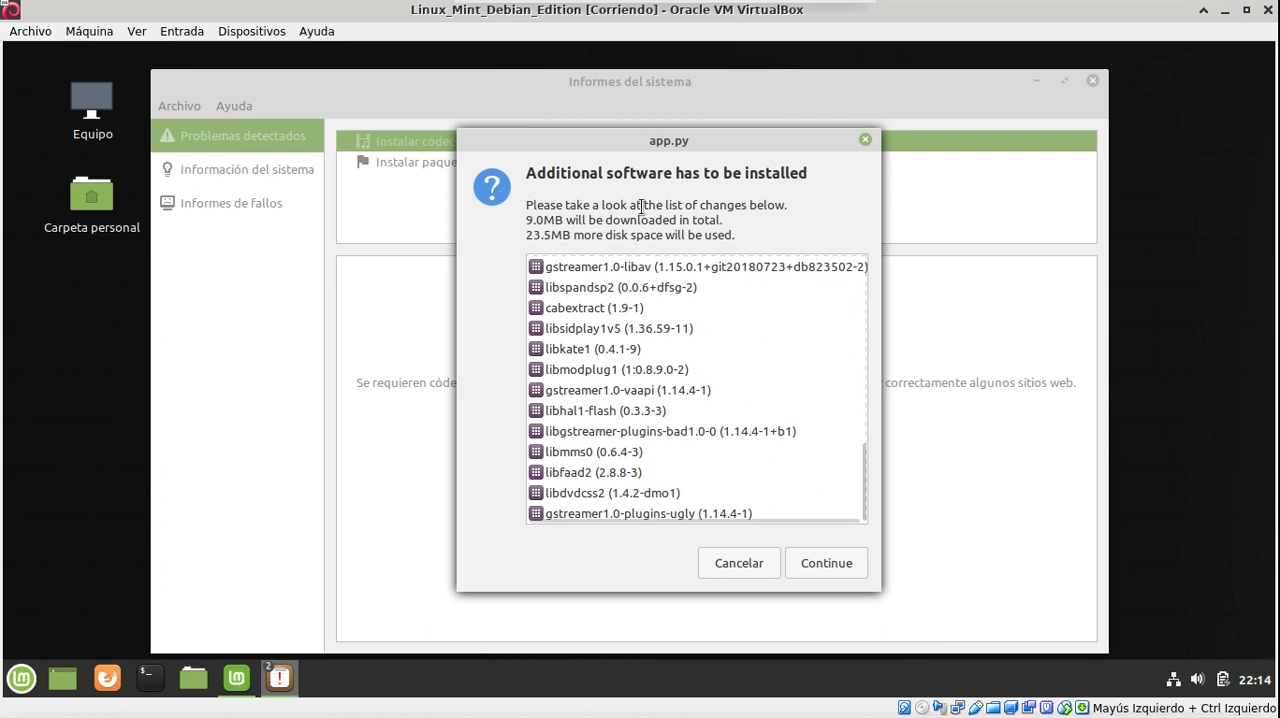 Linux_Mint_Debian_Edition [Corriendo] - Oracle VM VirtualBox
Archivo Máquina Ver Entrada Dispositivos Ayuda
Equipo
Carpeta personal
Informes del sistema
Archivo Ayuda
Problemas detectados
Información del sistema
Informes de fallos
Instalar códe
Instalar paque
Se requieren códe
correctamente algunos sitios web.
app.py
Additional software has to be installed
Please take a look at the list of changes below.
9.0MB will be downloaded in total.
23.5MB more disk space will be used.
gstreamer1.0-libav (1.15.0.1+git20180723+db823502-2)
libspandsp2 (0.0.6+dfsg-2)
cabextract (1.9-1)
libsidplay1v5 (1.36.59-11)
libkate1 (0.4.1-9)
libmodplug1 (1:0.8.9.0-2)
gstreamer1.0-vaapi (1.14.4-1)
libhal1-flash (0.3.3-3)
libgstreamer-plugins-bad1.0-0 (1.14.4-1+b1)
libmms0 (0.6.4-3)
libfaad2 (2.8.8-3)
libdvdcss2 (1.4.2-dmo1)
gstreamer1.0-plugins-ugly (1.14.4-1)
Cancelar Continue
2
22:14
Mayús Izquierdo + Ctrl Izquierdo